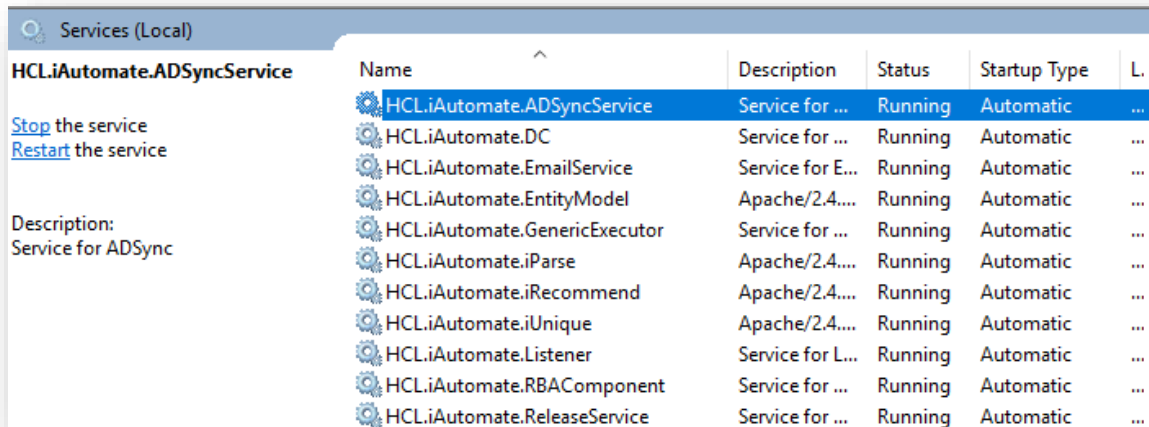 Services (Local)
HCL.iAutomate.ADSyncService
Stop the service
Restart the service
Description:
Service for ADSync
Name Description Status Startup Type L.
HCL.iAutomate.ADSyncService Service for ... Running Automatic ...
HCL.iAutomate.DC Service for ... Running Automatic ...
HCL.iAutomate.EmailService Service for E... Running Automatic ...
HCL.iAutomate.EntityModel Apache/2.4.... Running Automatic ...
HCL.iAutomate.GenericExecutor Service for ... Running Automatic ...
HCL.iAutomate.iParse Apache/2.4.... Running Automatic ...
HCL.iAutomate.iRecommend Apache/2.4.... Running Automatic ...
HCL.iAutomate.iUnique Apache/2.4.... Running Automatic ...
HCL.iAutomate.Listener Service for L... Running Automatic ...
HCL.iAutomate.RBAComponent Service for ... Running Automatic ...
HCL.iAutomate.ReleaseService Service for ... Running Automatic ...